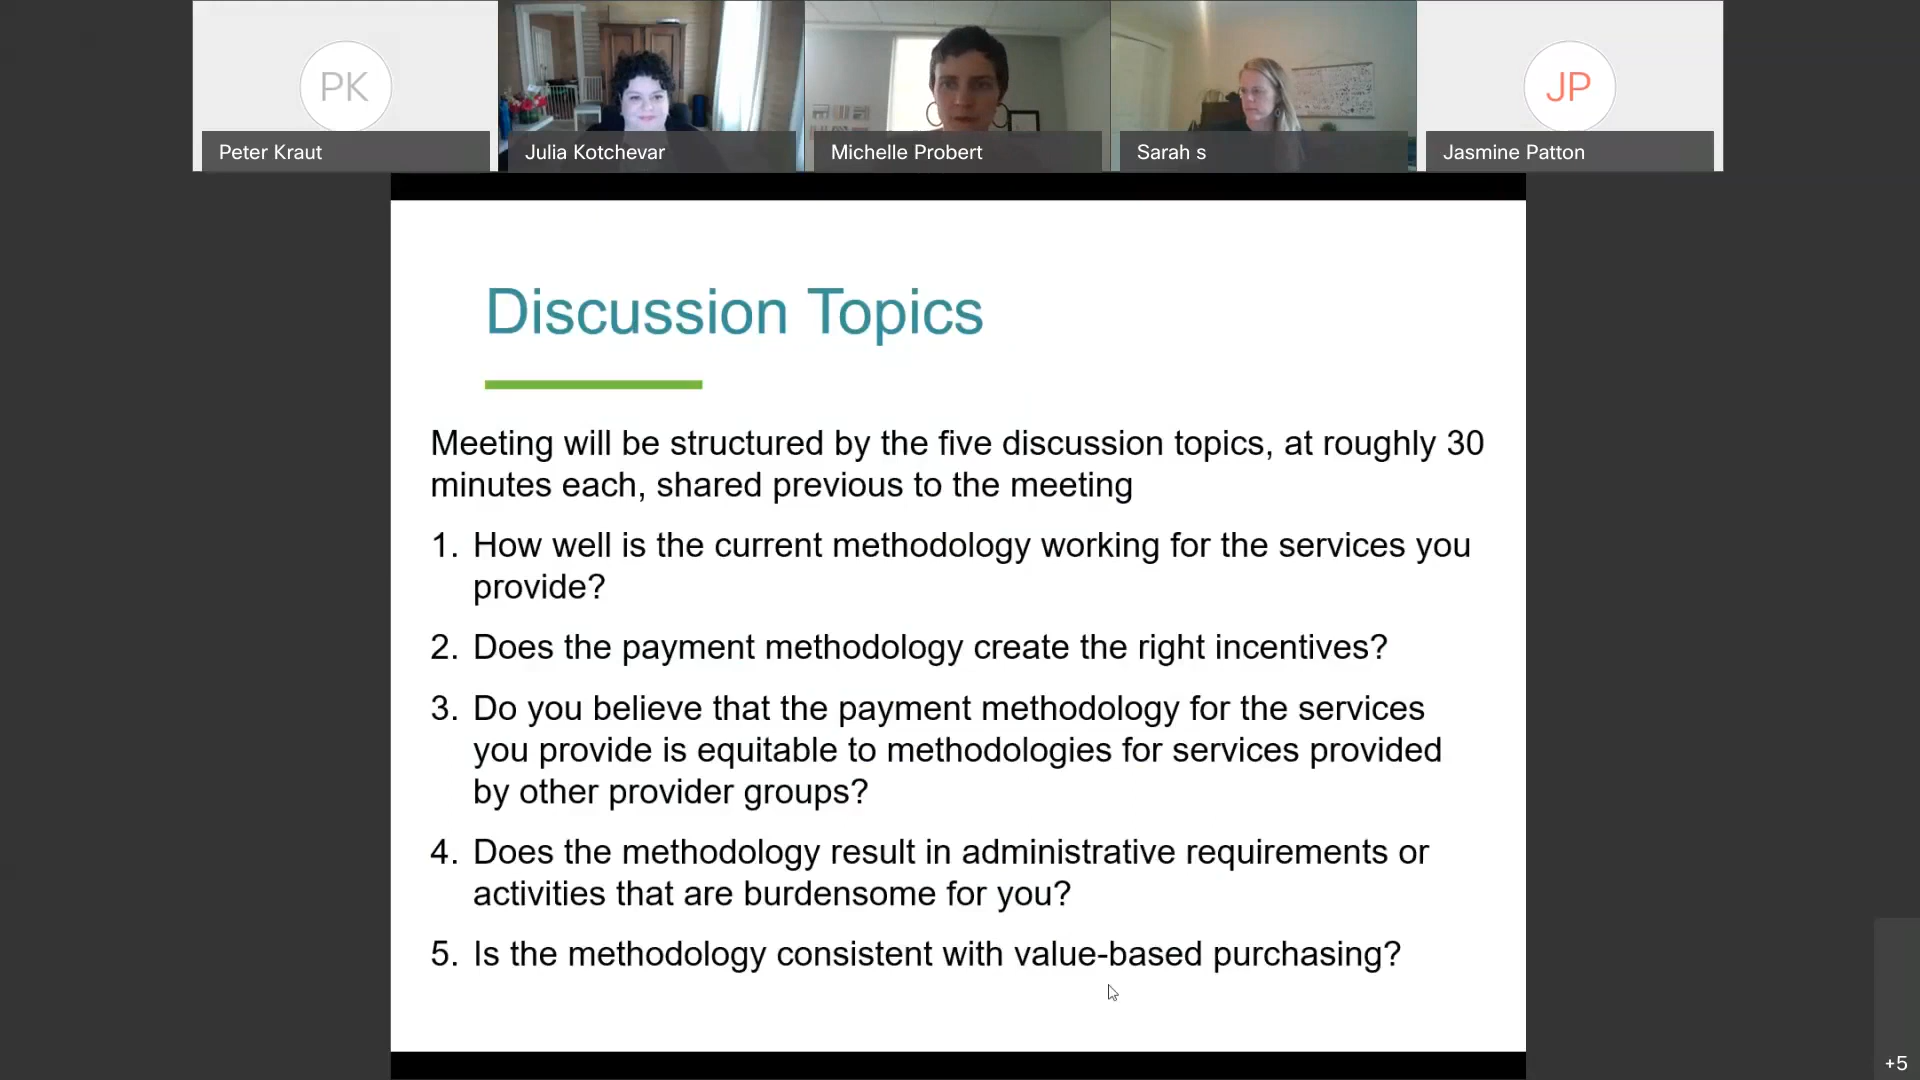 PK
JP
Peter Kraut
Julia Kotchevar
Michelle Probert
Sarah s
Jasmine Patton
Discussion Topics
Meeting will be structured by the five discussion topics, at roughly 30
minutes each, shared previous to the meeting
1. How well is the current methodology working for the services you
provide?
2. Does the payment methodology create the right incentives?
3. Do you believe that the payment methodology for the services
you provide is equitable to methodologies for services provided
by other provider groups?
4. Does the methodology result in administrative requirements or
activities that are burdensome for you?
5. Is the methodology consistent with value-based purchasing?
+5